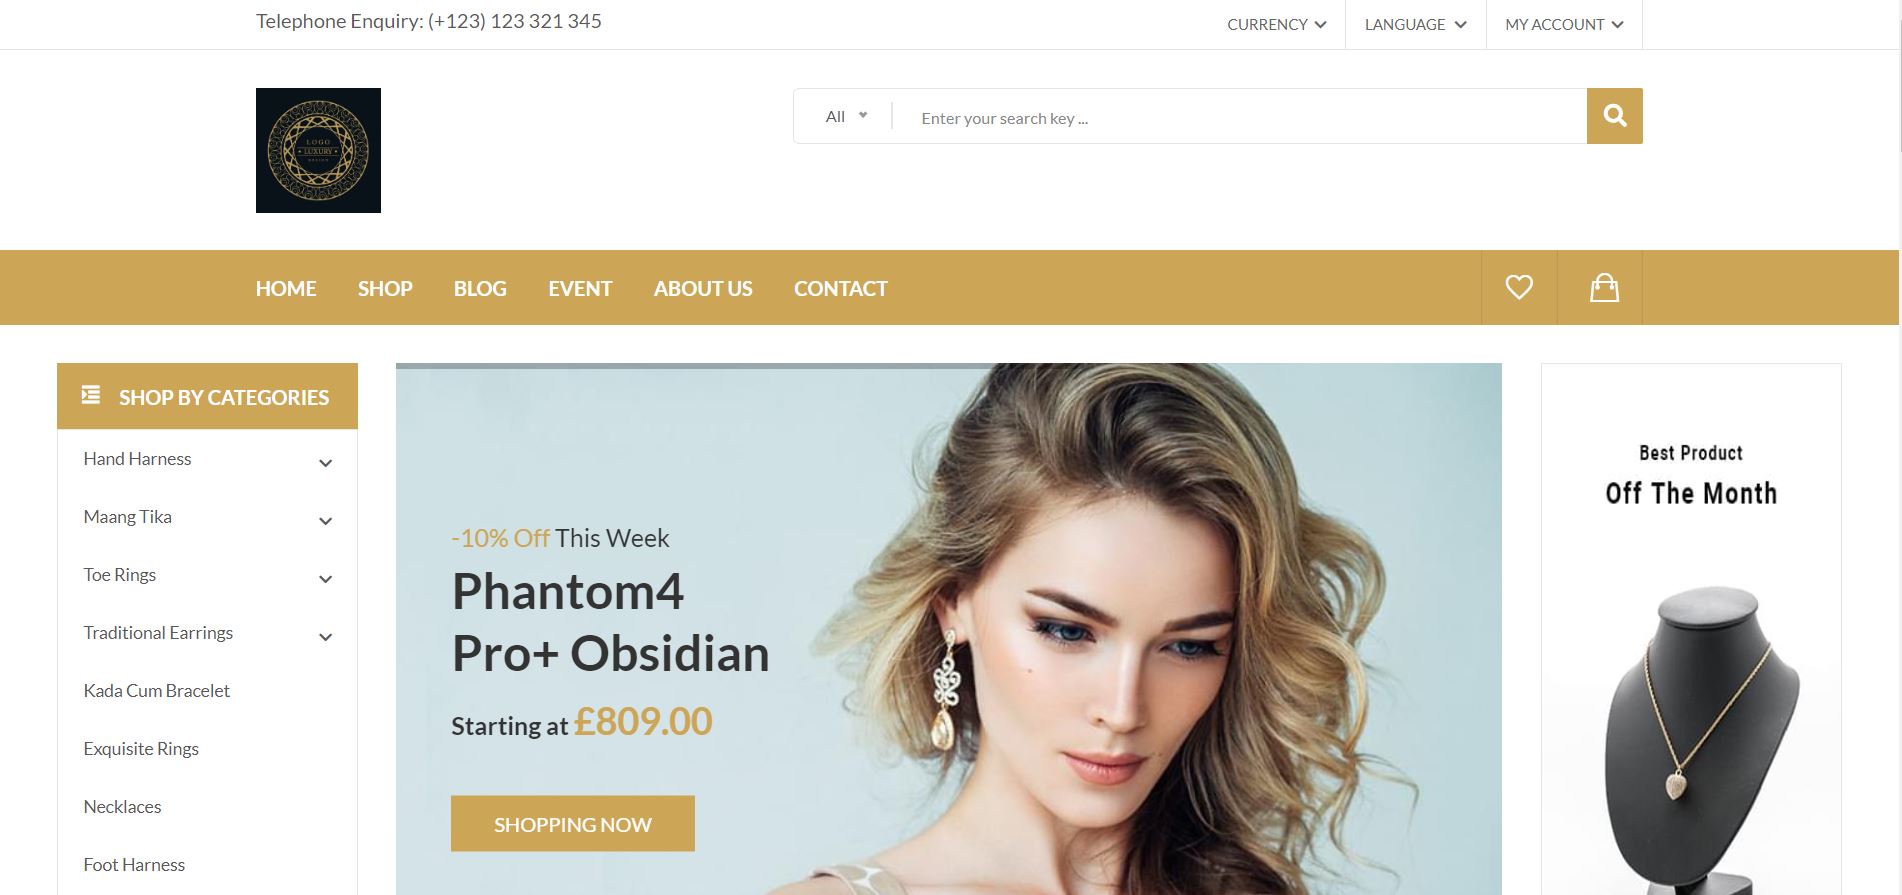 Telephone Enquiry: (+123) 123 321 345
CURRENCY
LANGUAGE
MY ACCOUNT
LOGO
LUXURY
DESIGN
All
Enter your search key ...
HOME
SHOP
BLOG
EVENT
ABOUT US
CONTACT
SHOP BY CATEGORIES
Hand Harness
Maang Tika
Toe Rings
Traditional Earrings
Kada Cum Bracelet
Exquisite Rings
Necklaces
Foot Harness
-10% Off This Week
Phantom4
Pro+ Obsidian
Starting at £809.00
SHOPPING NOW
Best Product
Off The Month